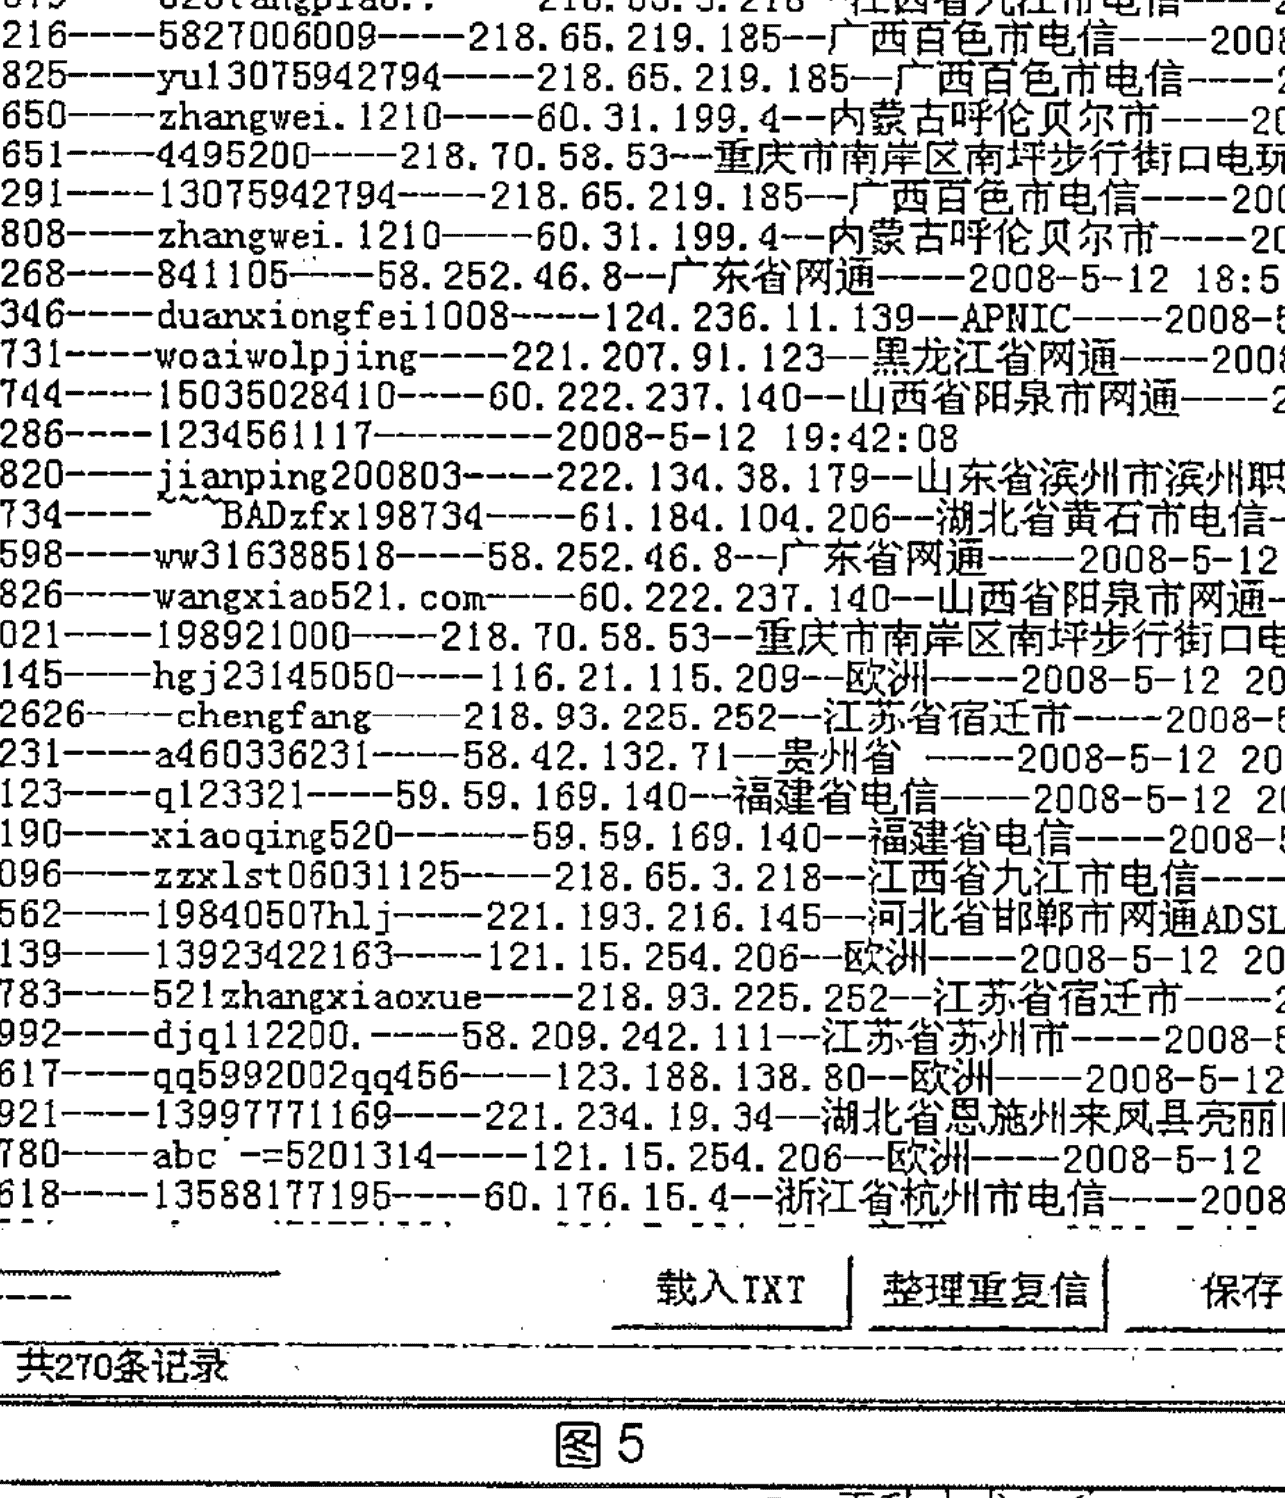 216----5827006009----218.65.219.185--广西百色市电信----2008
825----yu13075942794----218.65.219.185--广西百色市电信----
650----zhangwei.1210----60.31.199.4--内蒙古呼伦贝尔市----20
651----4495200----218.70.58.53--重庆市南岸区南坪步行街口电玩
291----13075942794----218.65.219.185--广西百色市电信----200
808----zhangwei.1210----60.31.199.4--内蒙古呼伦贝尔市----20
268----841105----58.252.46.8--广东省网通----2008-5-12 18:5
346----duanxiongfei1008----124.236.11.139--APNIC----2008-5
731----woaiwolpjing----221.207.91.123--黑龙江省网通----2008
744----15035028410----60.222.237.140--山西省阳泉市网通----2
286----1234561117--------2008-5-12 19:42:08
820----jianping200803----222.134.38.179--山东省滨州市滨州职
734----~~~BADzfx198734----61.184.104.206--湖北省黄石市电信-
598----ww316388518----58.252.46.8--广东省网通----2008-5-12
826----wangxiao521.com----60.222.237.140--山西省阳泉市网通-
021----198921000----218.70.58.53--重庆市南岸区南坪步行街口电
145----hgj23145050----116.21.115.209--欧洲----2008-5-12 20
2626----chengfang----218.93.225.252--江苏省宿迁市----2008-5
231----a460336231----58.42.132.71--贵州省 ----2008-5-12 20
123----q123321----59.59.169.140--福建省电信----2008-5-12 20
190----xiaoqing520------59.59.169.140--福建省电信----2008-5
096----zzxlst06031125----218.65.3.218--江西省九江市电信----
562----19840507hlj----221.193.216.145--河北省邯郸市网通ADSL
139----13923422163----121.15.254.206--欧洲----2008-5-12 20
783----521zhangxiaoxue----218.93.225.252--江苏省宿迁市----2
992----djq112200.----58.209.242.111--江苏省苏州市----2008-5
617----qq5992002qq456----123.188.138.80--欧洲----2008-5-12
921----13997771169----221.234.19.34--湖北省恩施州来凤县亮丽
780----abc -=5201314----121.15.254.206--欧洲----2008-5-12
618----13588177195----60.176.15.4--浙江省杭州市电信----2008
----
载入TXT 整理重复信 保存
共270条记录
图5